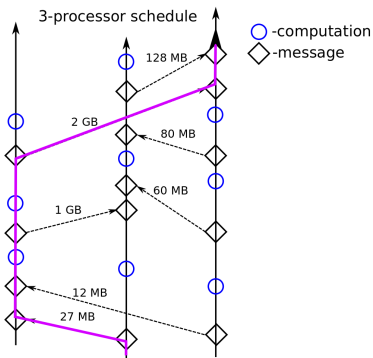 3-processor schedule
-computation
-message
128 MB
2 GB
80 MB
60 MB
1 GB
12 MB
27 MB